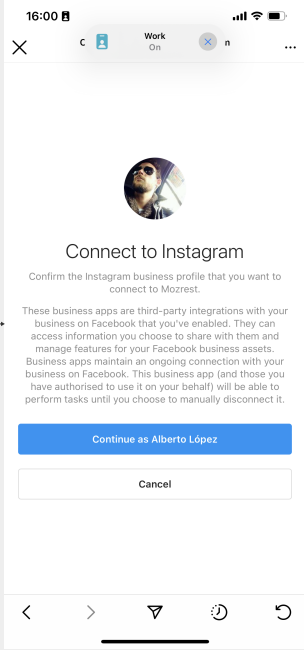 16:00
Work
On
C
n
Connect to Instagram
Confirm the Instagram business profile that you want to
connect to Mozrest.
These business apps are third-party integrations with your
business on Facebook that you've enabled. They can
access information you choose to share with them and
manage features for your Facebook business assets.
Business apps maintain an ongoing connection with your
business on Facebook. This business app (and those you
have authorised to use it on your behalf) will be able to
perform tasks until you choose to manually disconnect it.
Continue as Alberto López
Cancel